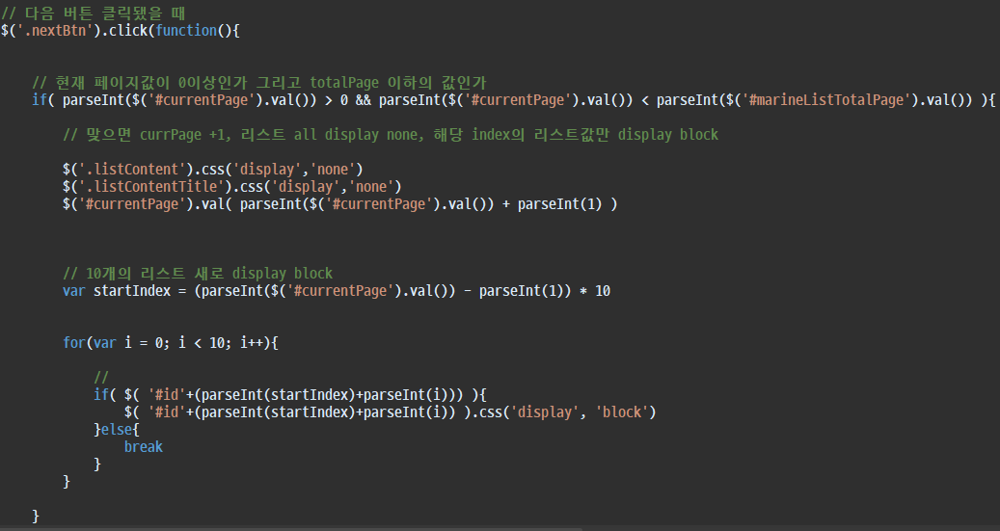 // 다음 버튼 클릭됐을 때
$('.nextBtn').click(function(){
// 현재 페이지값이 0이상인가 그리고 totalPage 이하의 값인가
if( parseInt($('#currentPage').val()) > 0 && parseInt($('#currentPage').val()) < parseInt($('#marineListTotalPage').val()) ){
// 맞으면 currPage +1, 리스트 all display none, 해당 index의 리스트값만 display block
$('.listContent').css('display','none')
$('.listContentTitle').css('display','none')
$('#currentPage').val( parseInt($('#currentPage').val()) + parseInt(1) )
// 10개의 리스트 새로 display block
var startIndex = (parseInt($('#currentPage').val()) - parseInt(1)) * 10
for(var i = 0; i < 10; i++){
//
if( $( '#id'+(parseInt(startIndex)+parseInt(i))) ){
$( '#id'+(parseInt(startIndex)+parseInt(i)) ).css('display', 'block')
}else{
break
}
}
}